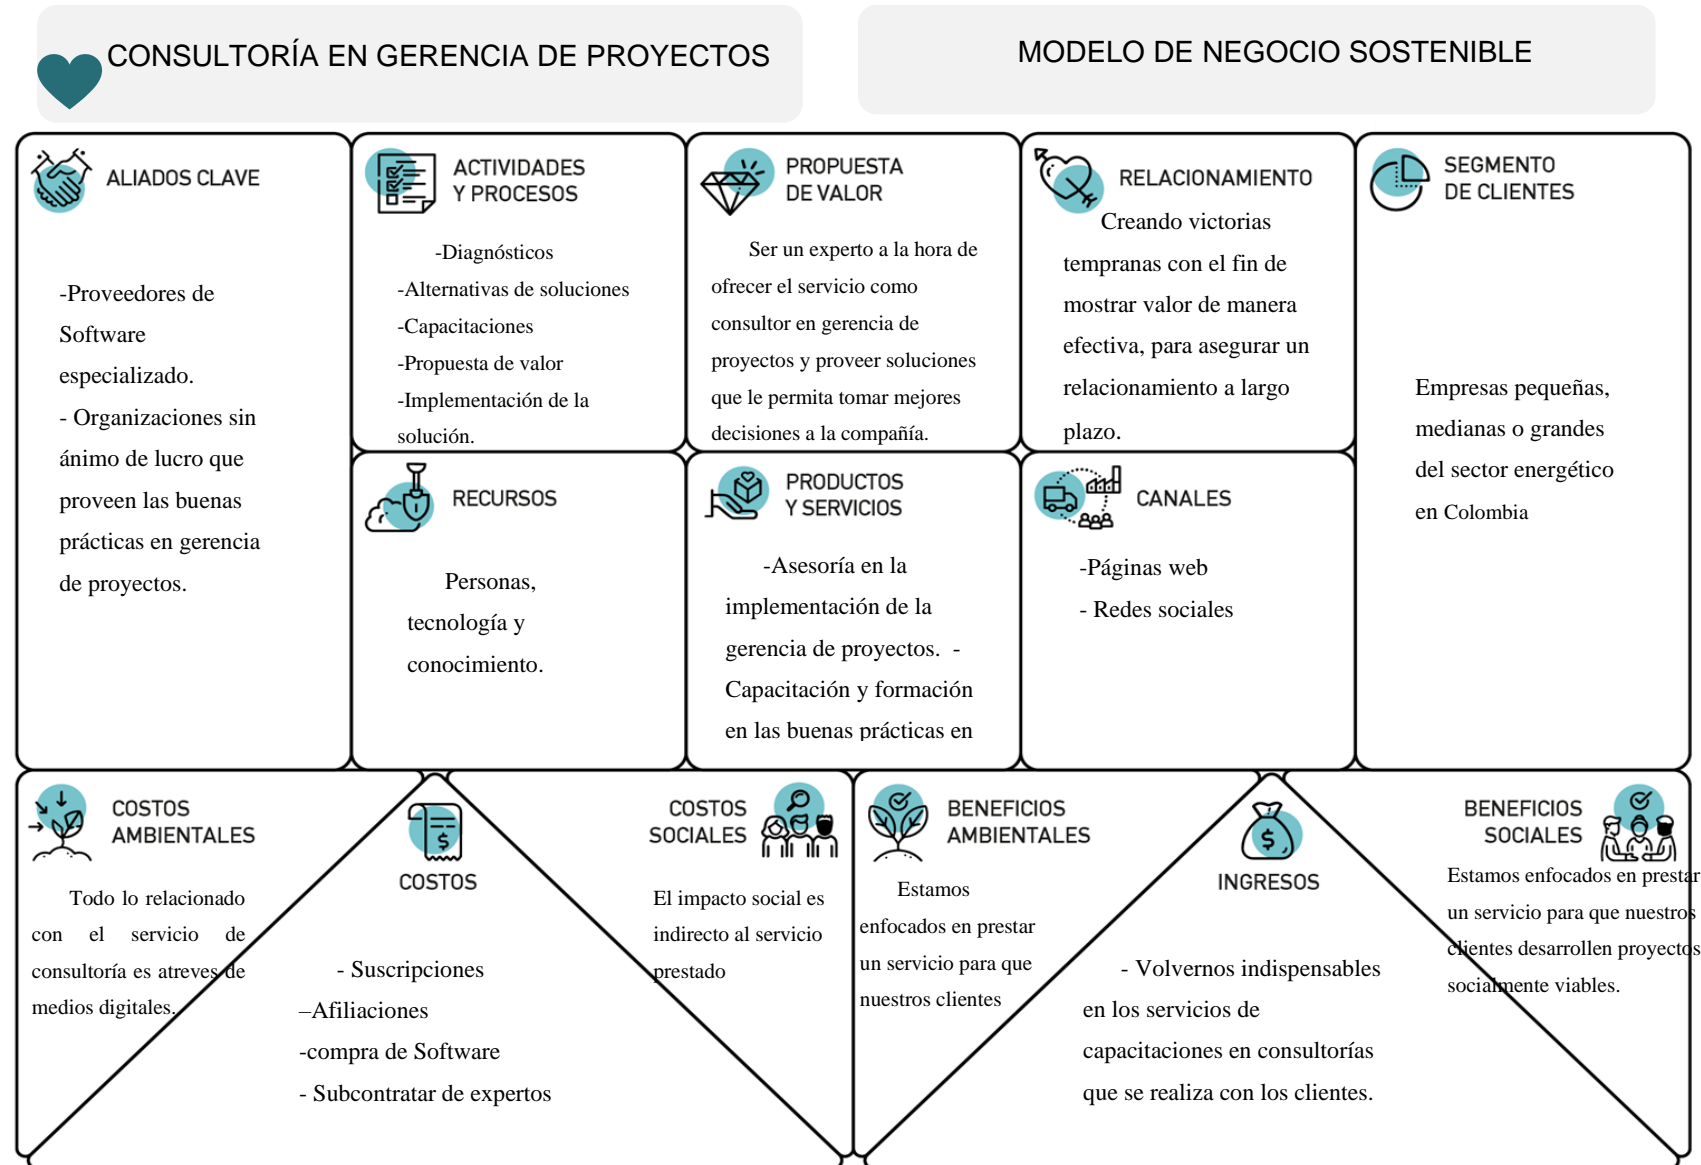 CONSULTORÍA EN GERENCIA DE PROYECTOS
MODELO DE NEGOCIO SOSTENIBLE
ALIADOS CLAVE
-Proveedores de
Software
especializado.
- Organizaciones sin
ánimo de lucro que
proveen las buenas
prácticas en gerencia
de proyectos.
ACTIVIDADES
Y PROCESOS
-Diagnósticos
-Alternativas de soluciones
-Capacitaciones
-Propuesta de valor
-Implementación de la
solución.
RECURSOS
Personas,
tecnología y
conocimiento.
PROPUESTA
DE VALOR
Ser un experto a la hora de
ofrecer el servicio como
consultor en gerencia de
proyectos y proveer soluciones
que le permita tomar mejores
decisiones a la compañía.
PRODUCTOS
Y SERVICIOS
-Asesoría en la
implementación de la
gerencia de proyectos. -
Capacitación y formación
en las buenas prácticas en
RELACIONAMIENTO
Creando victorias
tempranas con el fin de
mostrar valor de manera
efectiva, para asegurar un
relacionamiento a largo
plazo.
CANALES
-Páginas web
- Redes sociales
SEGMENTO
DE CLIENTES
Empresas pequeñas,
medianas o grandes
del sector energético
en Colombia
COSTOS
AMBIENTALES
Todo lo relacionado
con el servicio de
consultoría es atreves de
medios digitales.
$
COSTOS
- Suscripciones
–Afiliaciones
-compra de Software
- Subcontratar de expertos
COSTOS
SOCIALES
El impacto social es
indirecto al servicio
prestado
BENEFICIOS
AMBIENTALES
Estamos
enfocados en prestar
un servicio para que
nuestros clientes
$
INGRESOS
- Volvernos indispensables
en los servicios de
capacitaciones en consultorías
que se realiza con los clientes.
BENEFICIOS
SOCIALES
Estamos enfocados en prestar
un servicio para que nuestros
clientes desarrollen proyectos
socialmente viables.